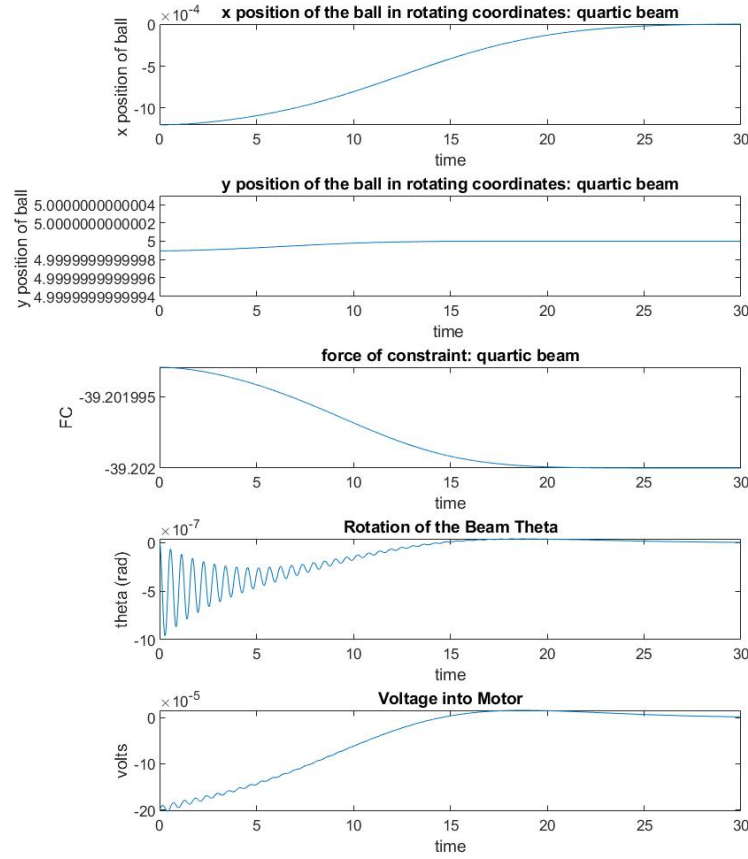 x position of the ball in rotating coordinates: quartic beam
×10⁻⁴
0
-5
-10
x position of ball
0 5 10 15 20 25 30
time
y position of the ball in rotating coordinates: quartic beam
5.0000000000004
5.0000000000002
5
4.9999999999998
4.9999999999996
4.9999999999994
y position of ball
0 5 10 15 20 25 30
time
force of constraint: quartic beam
-39.201995
-39.202
FC
0 5 10 15 20 25 30
time
Rotation of the Beam Theta
×10⁻⁷
0
-5
-10
theta (rad)
0 5 10 15 20 25 30
time
Voltage into Motor
×10⁻⁵
0
-10
-20
volts
0 5 10 15 20 25 30
time